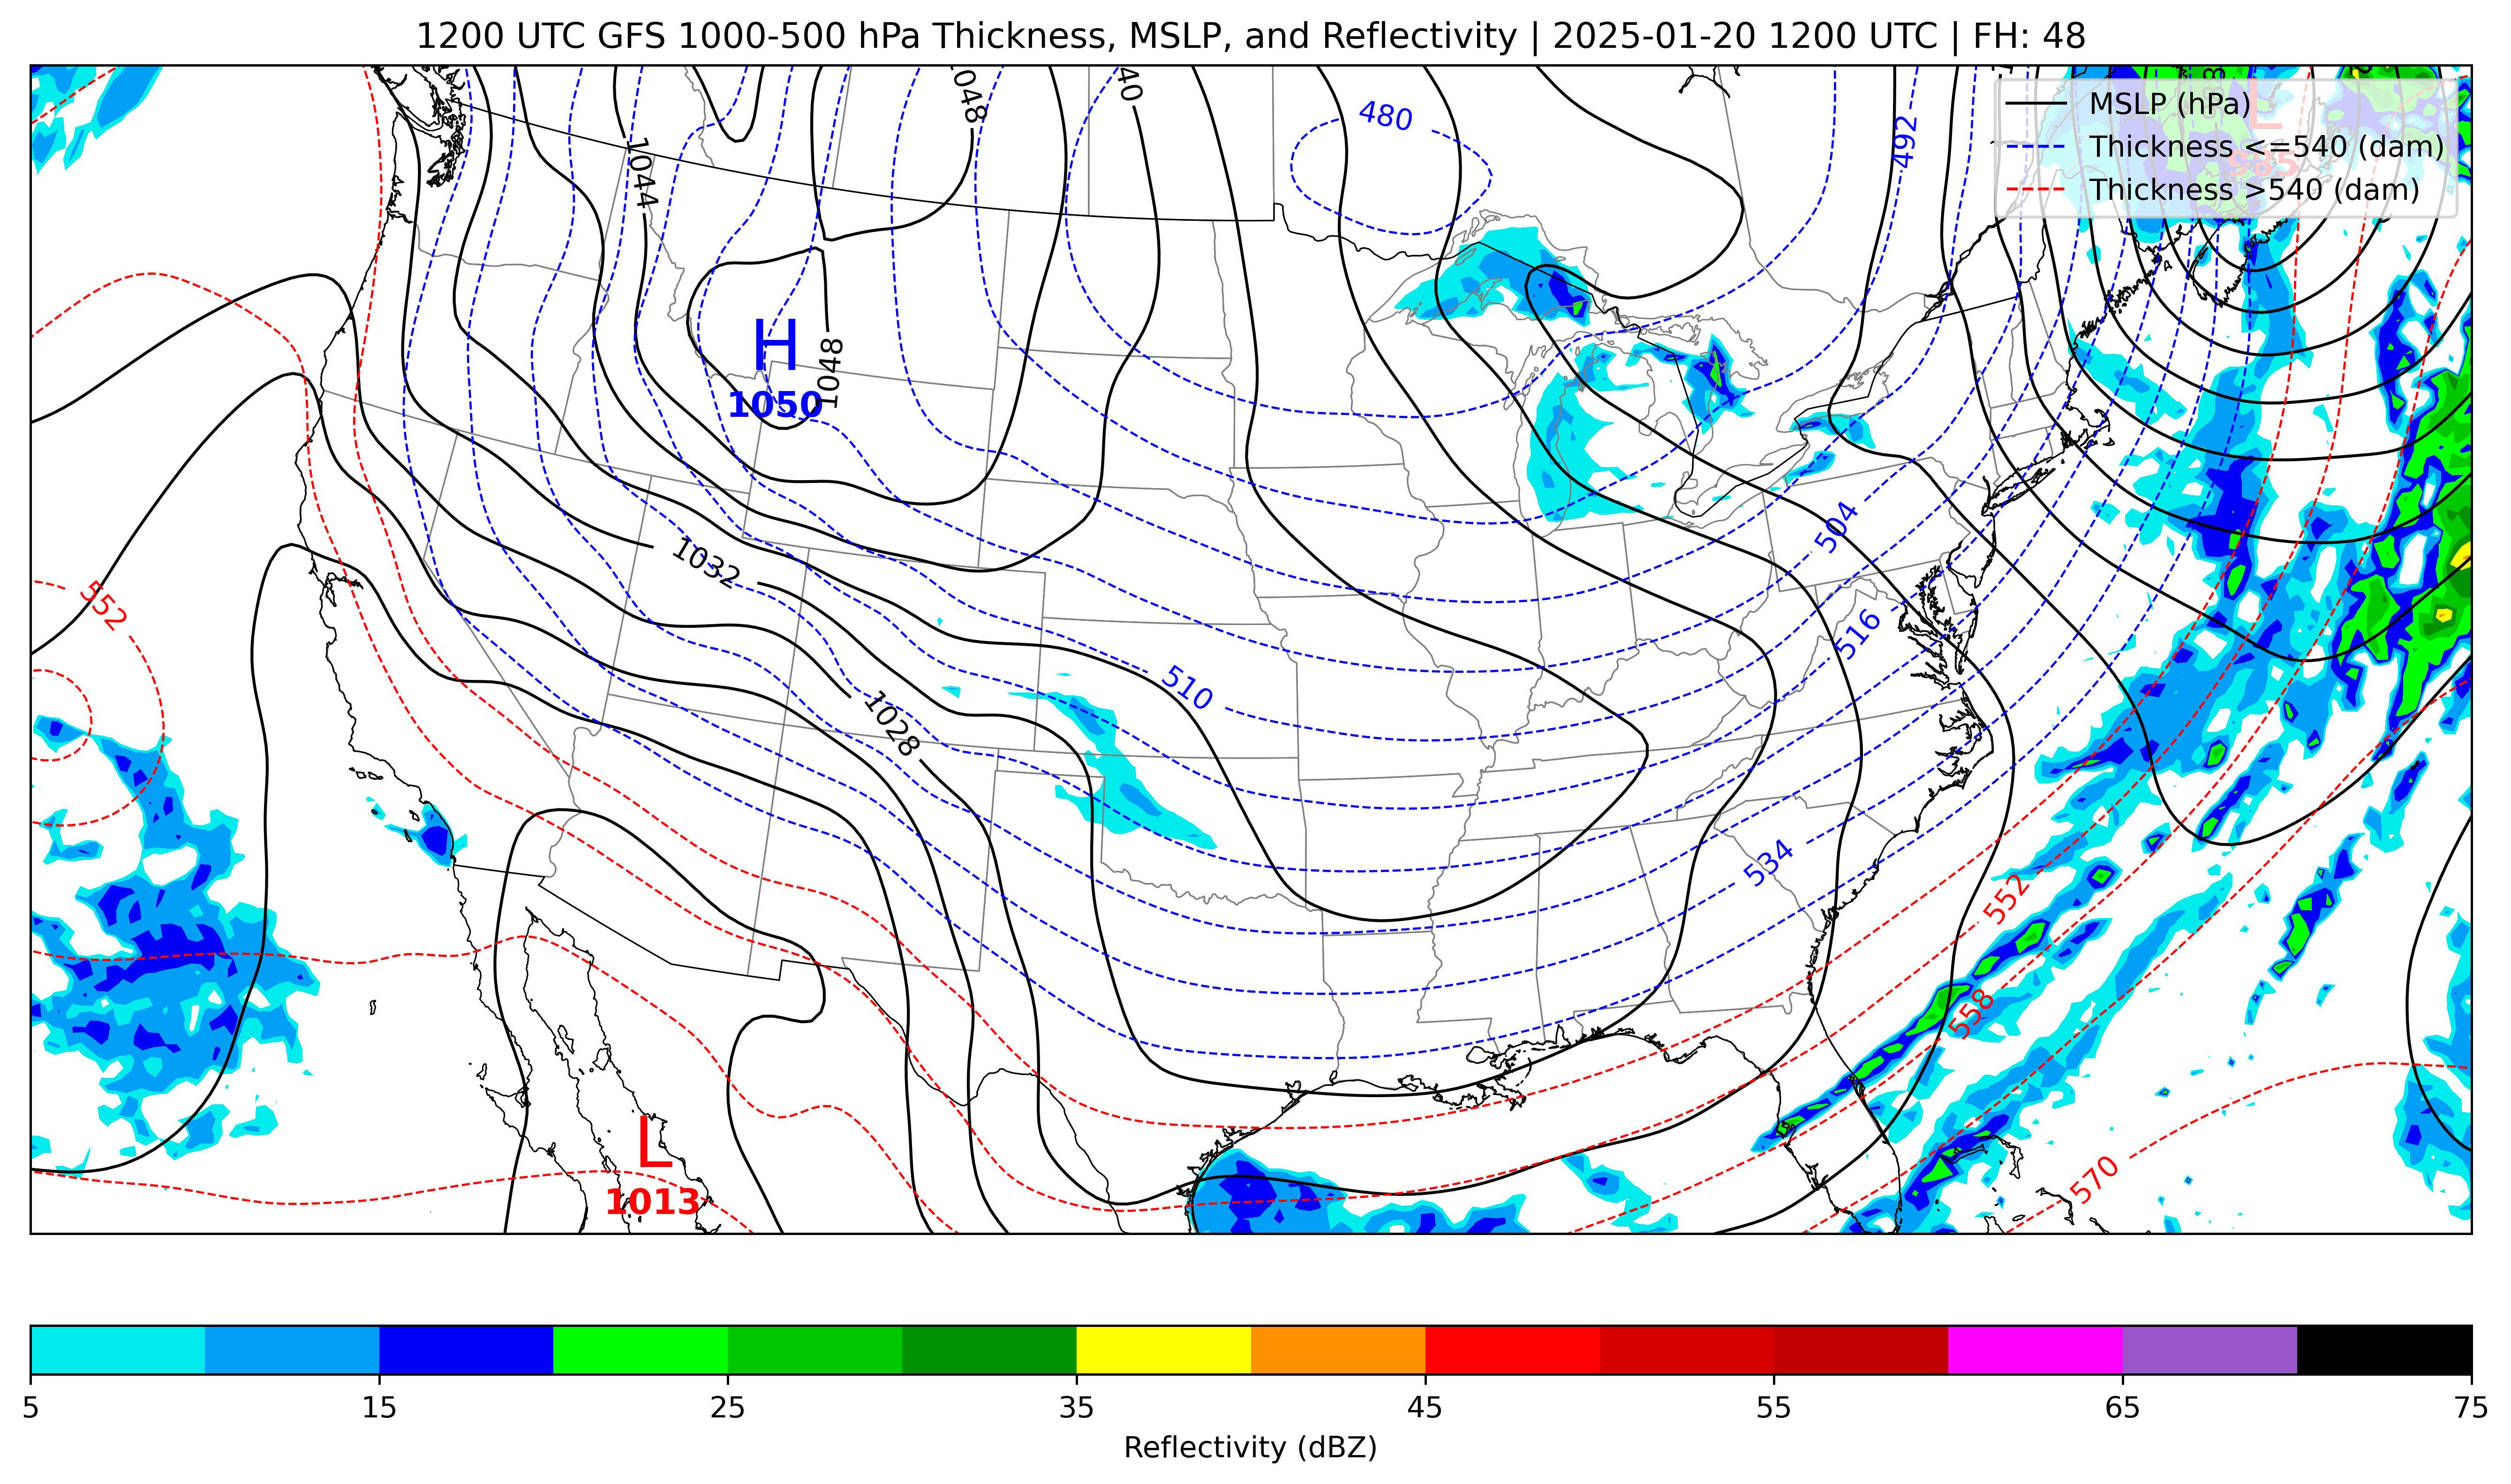 1200 UTC GFS 1000-500 hPa Thickness, MSLP, and Reflectivity | 2025-01-20 1200 UTC | FH: 48
MSLP (hPa)
Thickness <=540 (dam)
Thickness >540 (dam)
L
985
480
492
1044
H
1050
1048
504
552
1032
516
510
1028
534
552
558
L
1013
570
5 15 25 35 45 55 65 75
Reflectivity (dBZ)